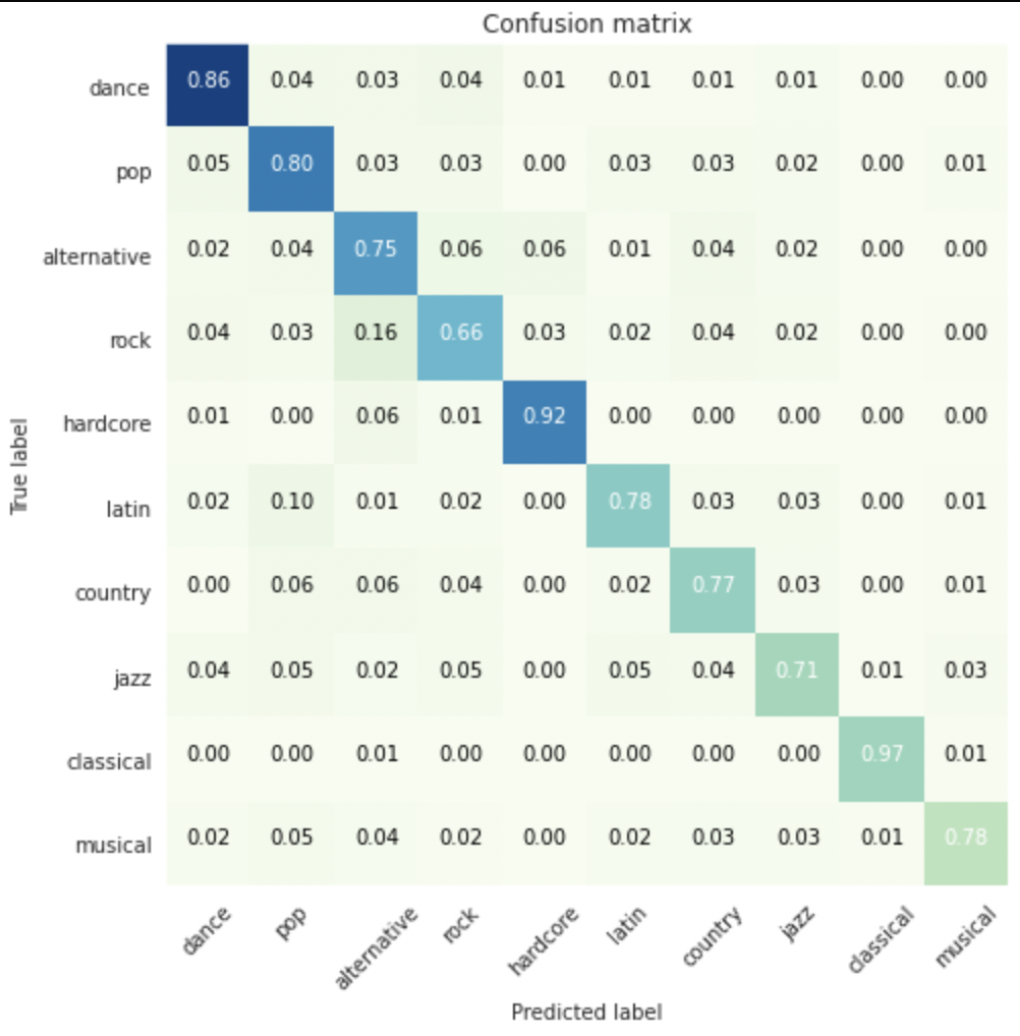 Confusion matrix
dance 0.86 0.04 0.03 0.04 0.01 0.01 0.01 0.01 0.00 0.00
pop 0.05 0.80 0.03 0.03 0.00 0.03 0.03 0.02 0.00 0.01
alternative 0.02 0.04 0.75 0.06 0.06 0.01 0.04 0.02 0.00 0.00
rock 0.04 0.03 0.16 0.66 0.03 0.02 0.04 0.02 0.00 0.00
hardcore 0.01 0.00 0.06 0.01 0.92 0.00 0.00 0.00 0.00 0.00
latin 0.02 0.10 0.01 0.02 0.00 0.78 0.03 0.03 0.00 0.01
country 0.00 0.06 0.06 0.04 0.00 0.02 0.77 0.03 0.00 0.01
jazz 0.04 0.05 0.02 0.05 0.00 0.05 0.04 0.71 0.01 0.03
classical 0.00 0.00 0.01 0.00 0.00 0.00 0.00 0.00 0.97 0.01
musical 0.02 0.05 0.04 0.02 0.00 0.02 0.03 0.03 0.01 0.78
True label
dance pop alternative rock hardcore latin country jazz classical musical
Predicted label